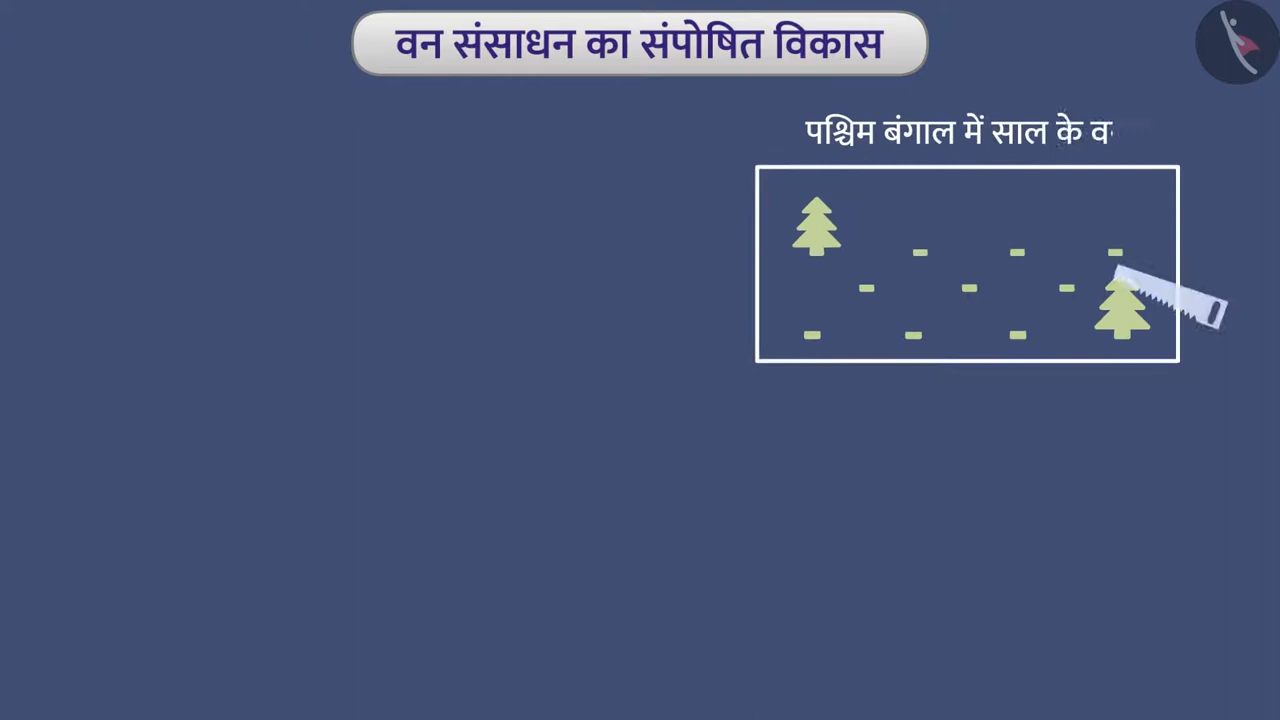 वन संसाधन का संपोषित विकास
पश्चिम बंगाल में साल के